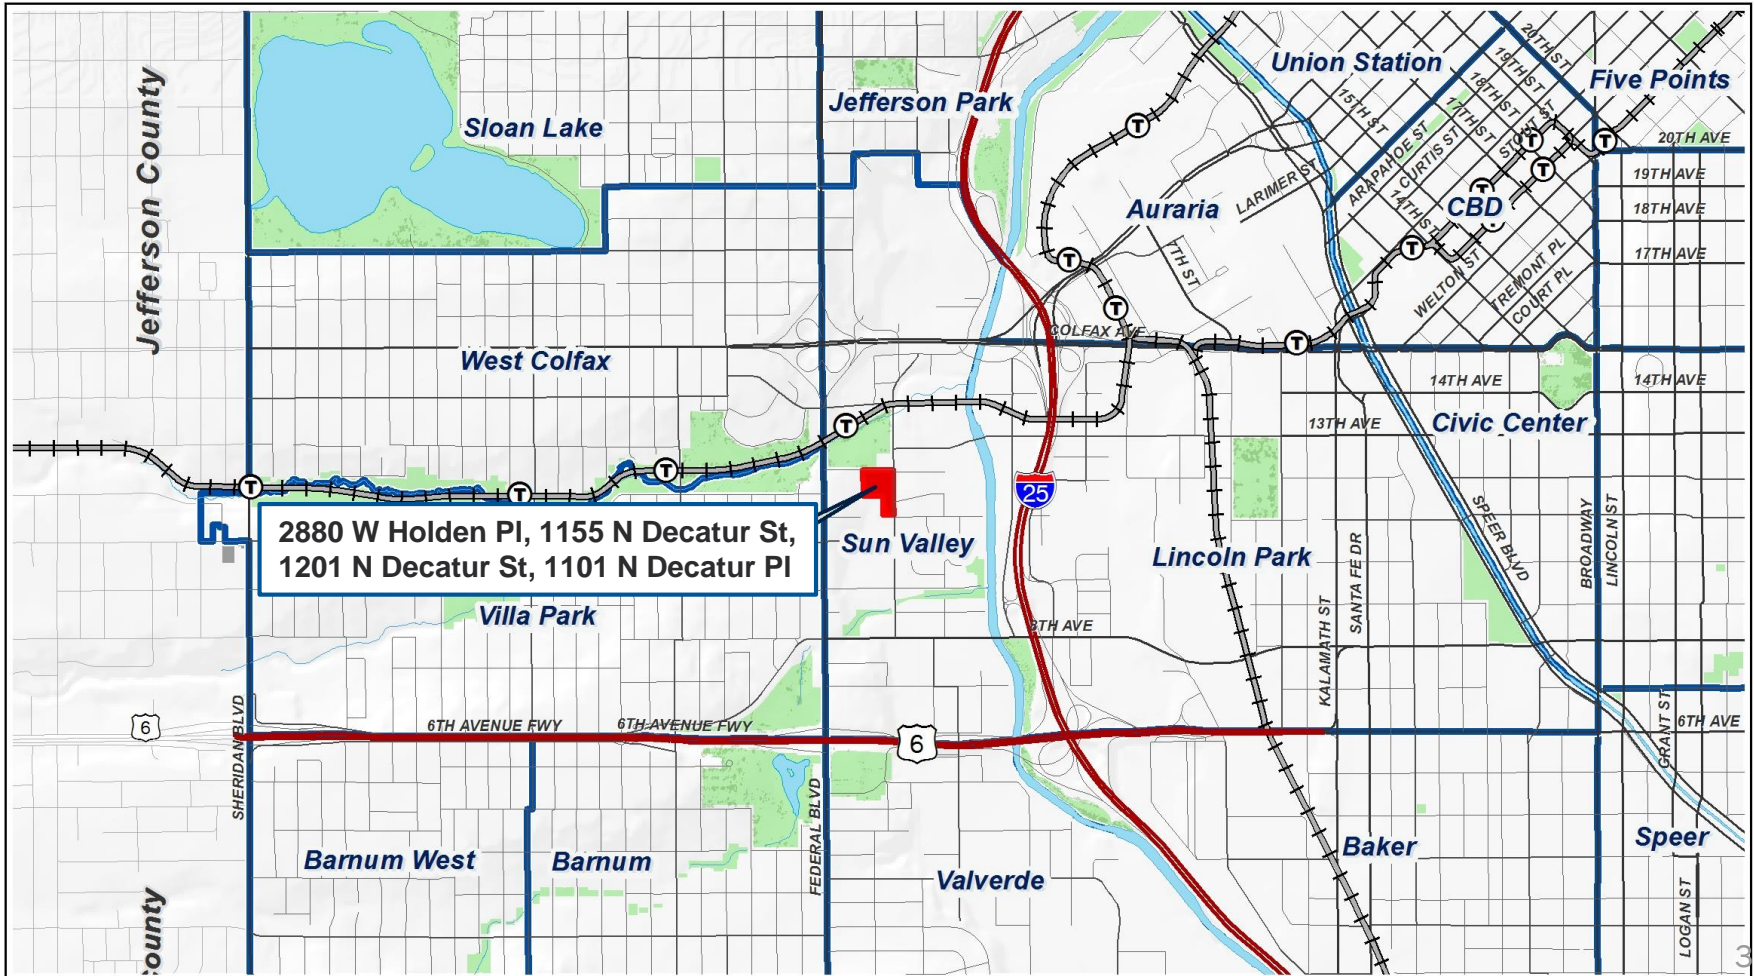 Jefferson County
Sloan Lake
Jefferson Park
Union Station
Five Points
20TH ST
19TH ST
18TH ST
17TH ST
15TH ST
STOUT ST
20TH AVE
ARAPAHOE ST
CURTIS ST
19TH AVE
LARIMER ST
14TH ST
CBD
18TH AVE
Auraria
7TH ST
17TH AVE
WELTON ST
TREMONT PL
COURT PL
COLFAX AVE
West Colfax
14TH AVE
14TH AVE
13TH AVE
Civic Center
25
2880 W Holden Pl, 1155 N Decatur St,
1201 N Decatur St, 1101 N Decatur Pl
Sun Valley
Lincoln Park
SPEER BLVD
BROADWAY
LINCOLN ST
SANTA FE DR
KALAMATH ST
Villa Park
8TH AVE
SHERIDAN BLVD
6
6TH AVENUE FWY
6TH AVENUE FWY
6
6TH AVE
GRANT ST
FEDERAL BLVD
Barnum West
Barnum
Valverde
Baker
Speer
LOGAN ST
County
3
T
T
T
T
T
T
T
T
T
T
T
T
T
T